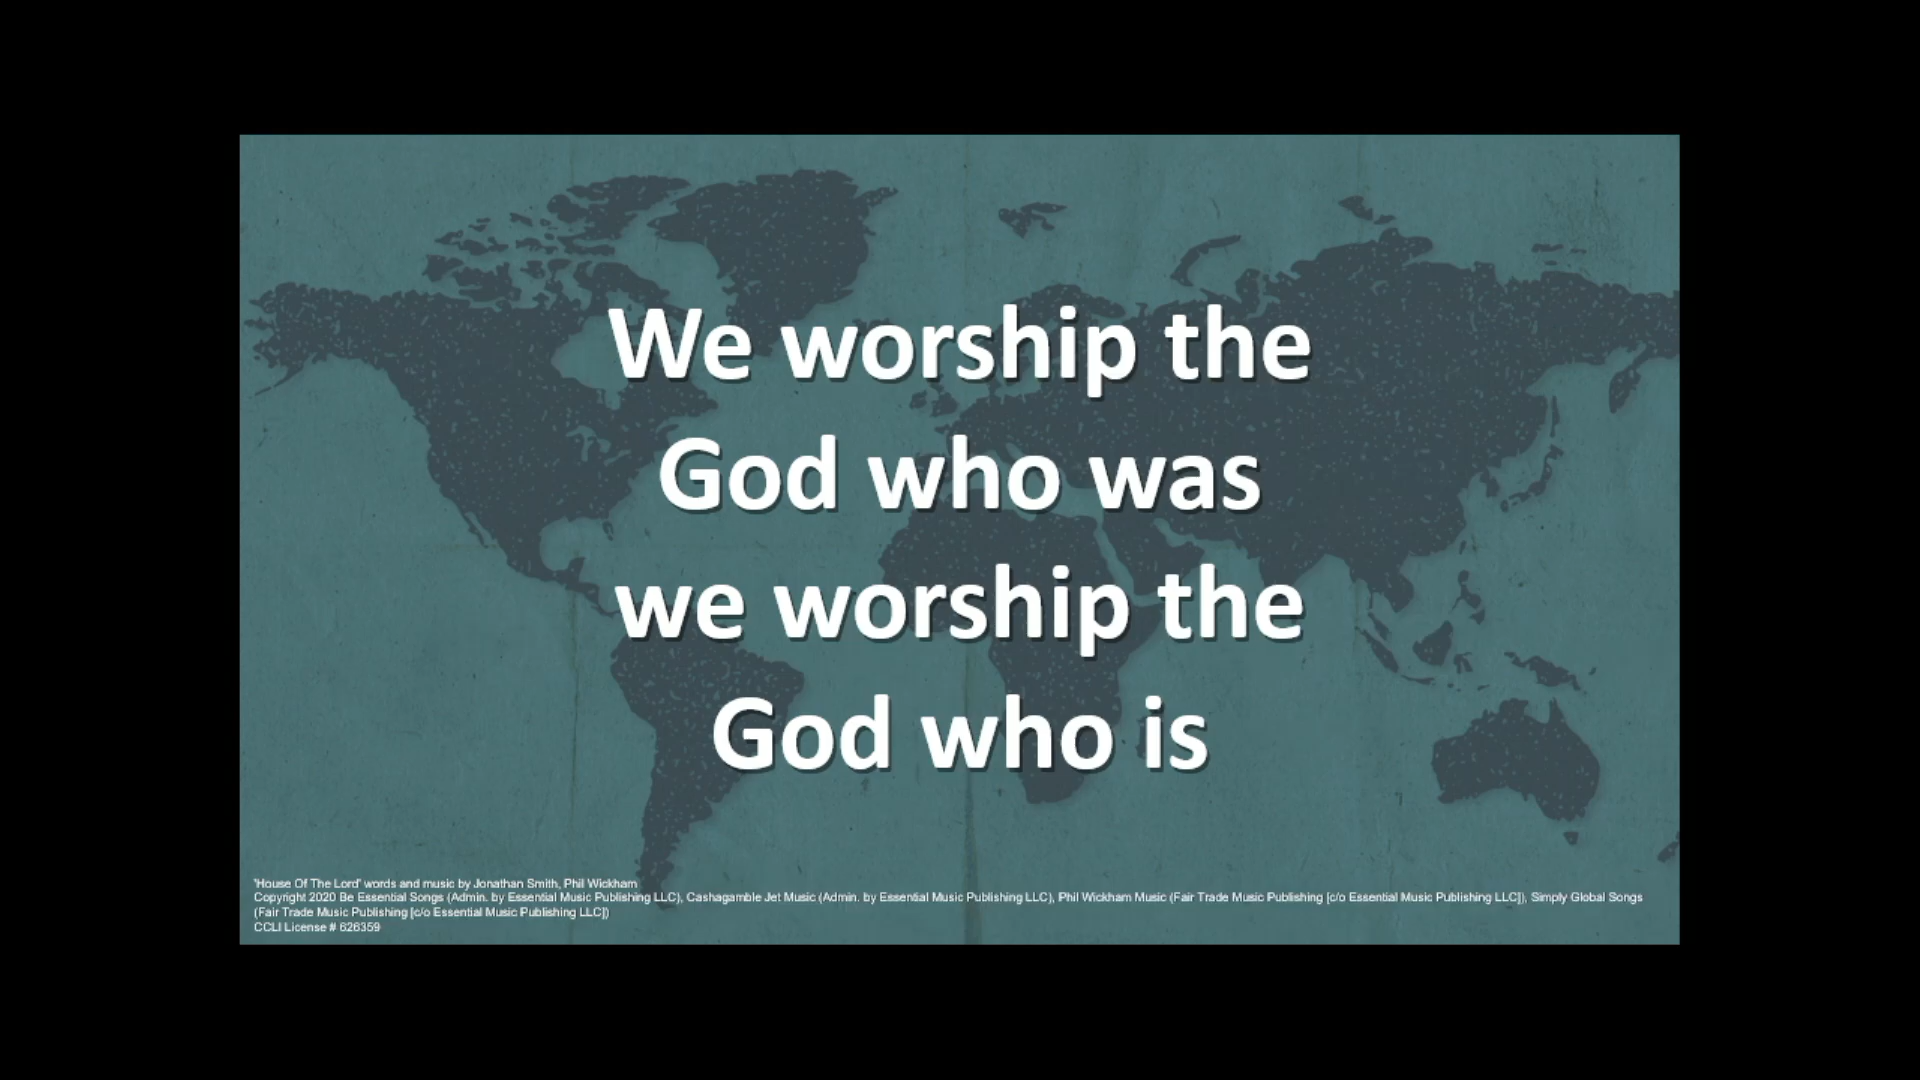 We worship the
God who was
we worship the
God who is
"House Of The Lord" words and music by Jonathan Smith, Phil Wickham
Copyright 2020 Be Essential Songs (Admin. by Essential Music Publishing LLC), Cashagamble Jet Music (Admin. by Essential Music Publishing LLC), Phil Wickham Music (Fair Trade Music Publishing [c/o Essential Music Publishing LLC]), Simply Global Songs
(Fair Trade Music Publishing [c/o Essential Music Publishing LLC])
CCLI License # 626359